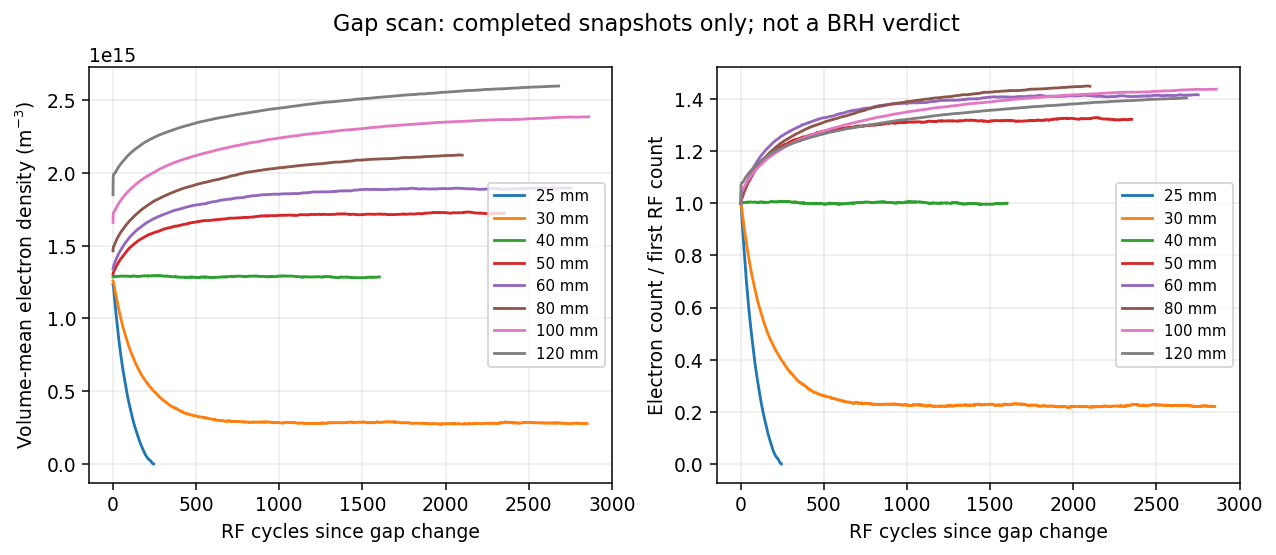 Gap scan: completed snapshots only; not a BRH verdict
1e15
Volume-mean electron density (m⁻³)
2.5
2.0
1.5
1.0
0.5
0.0
0 500 1000 1500 2000 2500 3000
RF cycles since gap change
25 mm
30 mm
40 mm
50 mm
60 mm
80 mm
100 mm
120 mm
Electron count / first RF count
1.4
1.2
1.0
0.8
0.6
0.4
0.2
0.0
0 500 1000 1500 2000 2500 3000
RF cycles since gap change
25 mm
30 mm
40 mm
50 mm
60 mm
80 mm
100 mm
120 mm